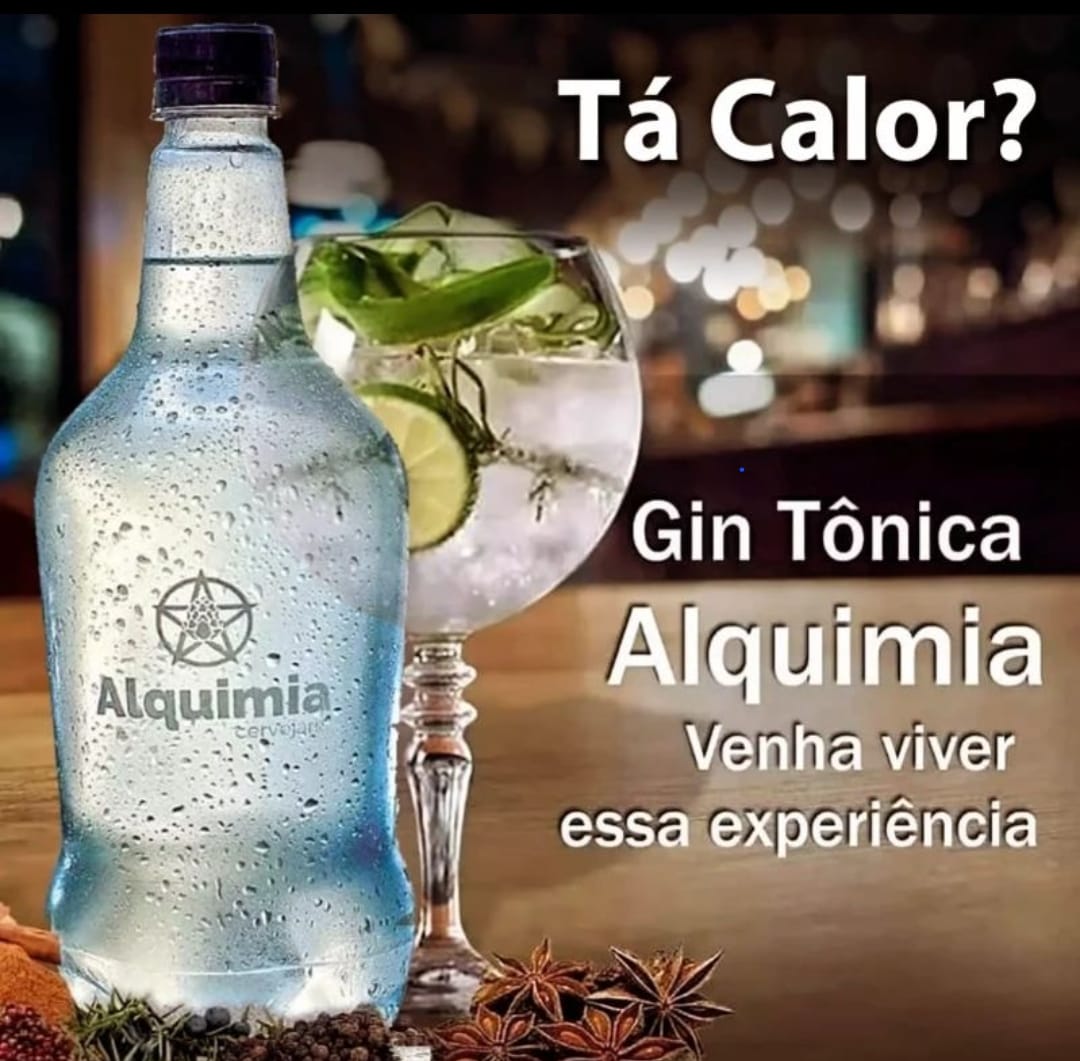 Tá Calor?
Gin Tônica
Alquimia
Venha viver
essa experiência
Alquimia